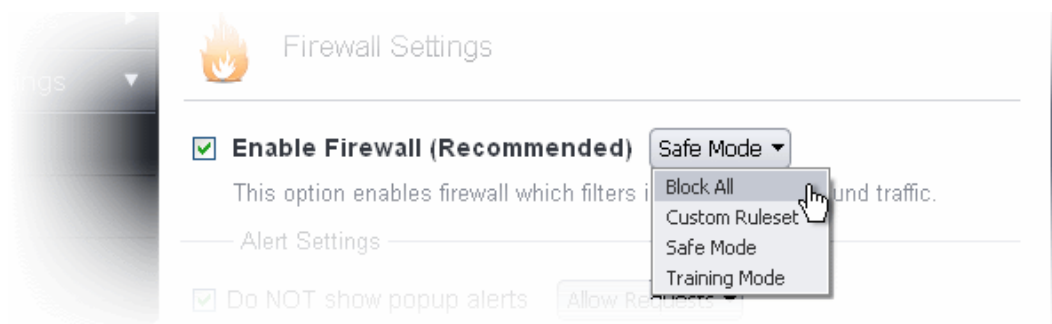 Firewall Settings
ings
Enable Firewall (Recommended) Safe Mode
Block All
This option enables firewall which filters i und traffic.
Custom Ruleset
Alert Settings
Safe Mode
Training Mode
Do NOT show popup alerts Allow Requests